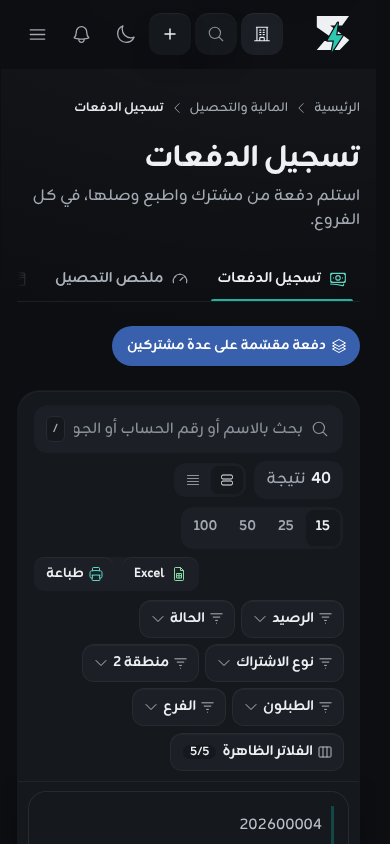 الرئيسية
المالية والتحصيل
تسجيل الدفعات
تسجيل الدفعات
استلم دفعة من مشترك واطبع وصلها، في كل
الفروع.
تسجيل الدفعات
ملخص التحصيل
دفعة مقسّمة على عدة مشتركين
بحث بالاسم أو رقم الحساب أو الجو
/
40 نتيجة
15 25 50 100
Excel
طباعة
الرصيد
الحالة
نوع الاشتراك
منطقة 2
الطبلون
الفرع
الفلاتر الظاهرة 5/5
202600004